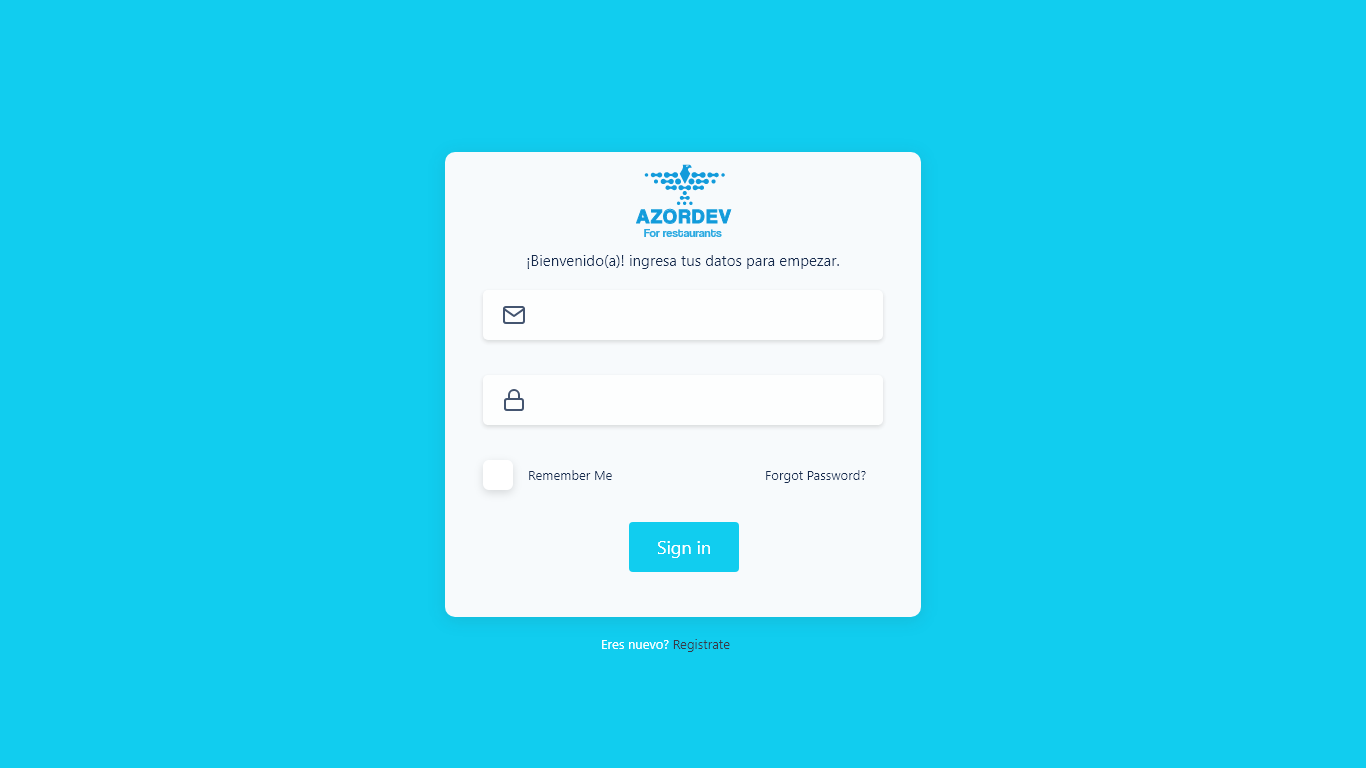 AZORDEV
For restaurants
¡Bienvenido(a)! ingresa tus datos para empezar.
Remember Me
Forgot Password?
Sign in
Eres nuevo? Registrate